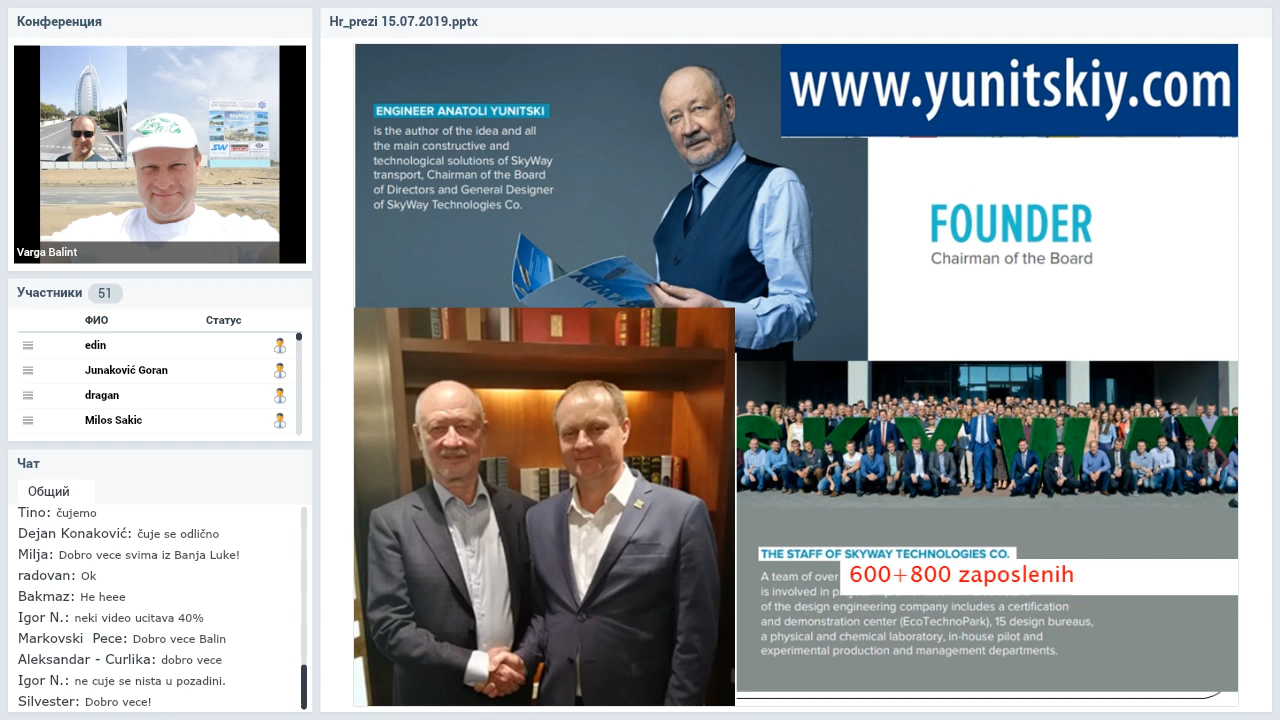 Конференция
Varga Balint
Участники 51
ФИО Статус
edin
Junaković Goran
dragan
Milos Sakic
Чат
Общий
Tino: čujemo
Dejan Konaković: čuje se odlično
Milja: Dobro vece svima iz Banja Luke!
radovan: Ok
Bakmaz: He heee
Igor N.: neki video ucitava 40%
Markovski Pece: Dobro vece Balin
Aleksandar - Curlika: dobro vece
Igor N.: ne cuje se nista u pozadini.
Silvester: Dobro vece!
Hr_prezi 15.07.2019.pptx
ENGINEER ANATOLI YUNITSKI
is the author of the idea and all
the main constructive and
technological solutions of SkyWay
transport, Chairman of the Board
of Directors and General Designer
of SkyWay Technologies Co.
www.yunitskiy.com
FOUNDER
Chairman of the Board
SKYWAY
THE STAFF OF SKYWAY TECHNOLOGIES CO.
A team of over
600+800 zaposlenih
is involved in
of the design engineering company includes a certification
and demonstration center (EcoTechnoPark), 15 design bureaus,
a physical and chemical laboratory, in-house pilot and
experimental production and management departments.